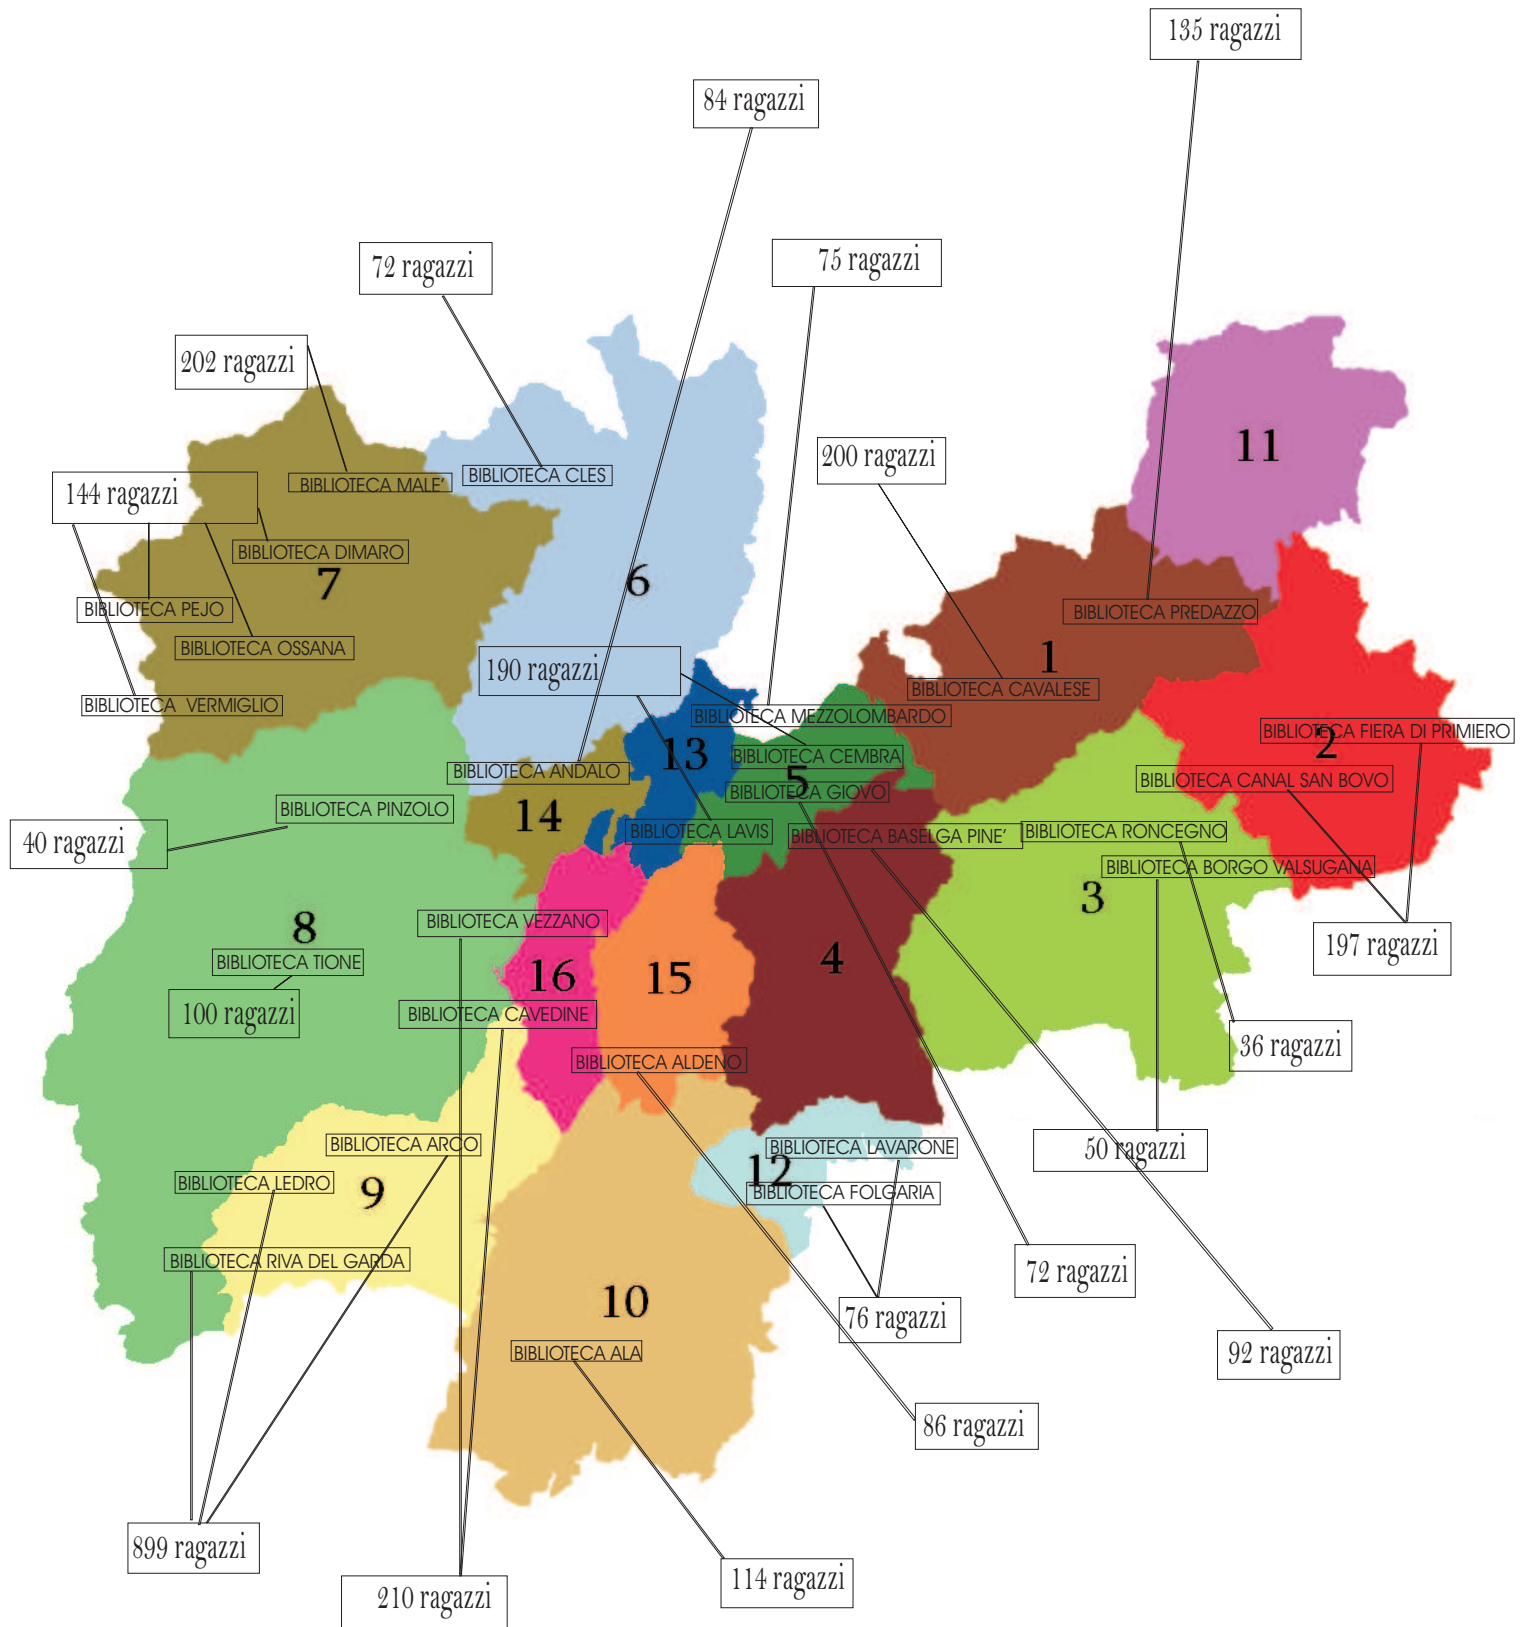 135 ragazzi
84 ragazzi
72 ragazzi
75 ragazzi
202 ragazzi
11
200 ragazzi
BIBLIOTECA MALE'
BIBLIOTECA CLES
144 ragazzi
BIBLIOTECA DIMARO
7
6
BIBLIOTECA PEJO
BIBLIOTECA PREDAZZO
BIBLIOTECA OSSANA
1
190 ragazzi
BIBLIOTECA CAVALESE
BIBLIOTECA VERMIGLIO
BIBLIOTECA MEZZOLOMBARDO
BIBLIOTECA FIERA DI PRIMIERO
2
13
BIBLIOTECA CEMBRA
BIBLIOTECA ANDALO
5
BIBLIOTECA CANAL SAN BOVO
BIBLIOTECA GIOVO
BIBLIOTECA PINZOLO
14
BIBLIOTECA LAVIS
BIBLIOTECA BASELGA PINE'
BIBLIOTECA RONCEGNO
40 ragazzi
BIBLIOTECA BORGO VALSUGANA
3
BIBLIOTECA VEZZANO
8
197 ragazzi
BIBLIOTECA TIONE
4
16
15
100 ragazzi
BIBLIOTECA CAVEDINE
36 ragazzi
BIBLIOTECA ALDENO
BIBLIOTECA ARCO
BIBLIOTECA LAVARONE
50 ragazzi
12
BIBLIOTECA LEDRO
9
BIBLIOTECA FOLGARIA
BIBLIOTECA RIVA DEL GARDA
72 ragazzi
10
76 ragazzi
BIBLIOTECA ALA
92 ragazzi
86 ragazzi
899 ragazzi
114 ragazzi
210 ragazzi